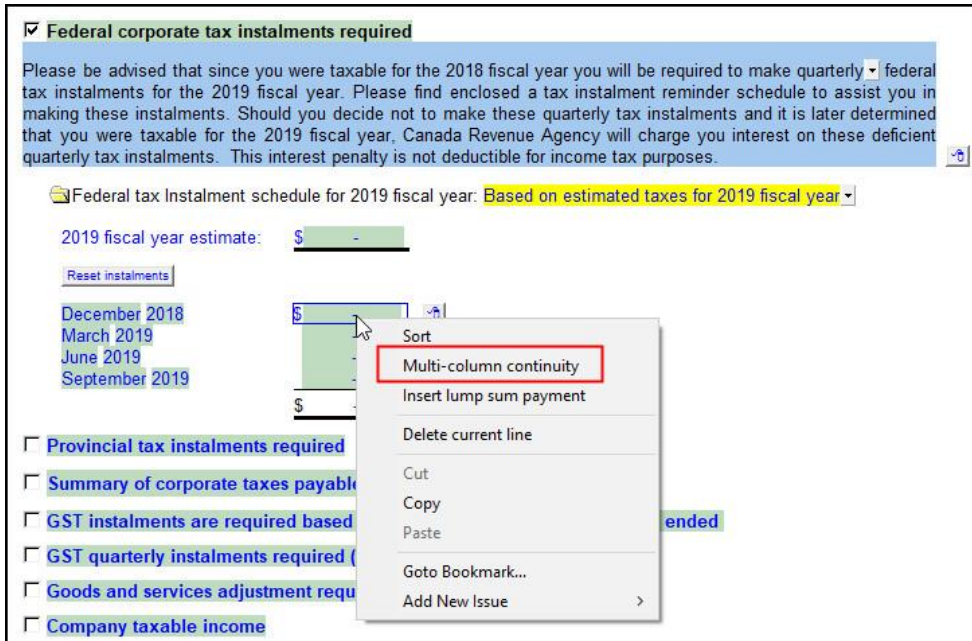 Federal corporate tax instalments required
Please be advised that since you were taxable for the 2018 fiscal year you will be required to make quarterly federal
tax instalments for the 2019 fiscal year. Please find enclosed a tax instalment reminder schedule to assist you in
making these instalments. Should you decide not to make these quarterly tax instalments and it is later determined
that you were taxable for the 2019 fiscal year, Canada Revenue Agency will charge you interest on these deficient
quarterly tax instalments. This interest penalty is not deductible for income tax purposes.
Federal tax Instalment schedule for 2019 fiscal year: Based on estimated taxes for 2019 fiscal year
2019 fiscal year estimate: $ -
Reset instalments
December 2018 $
March 2019
June 2019 -
September 2019 -
$ -
Sort
Multi-column continuity
Insert lump sum payment
Delete current line
Cut
Copy
Paste
Goto Bookmark...
Add New Issue
Provincial tax instalments required
Summary of corporate taxes payable
GST instalments are required based ended
GST quarterly instalments required (
Goods and services adjustment requ
Company taxable income